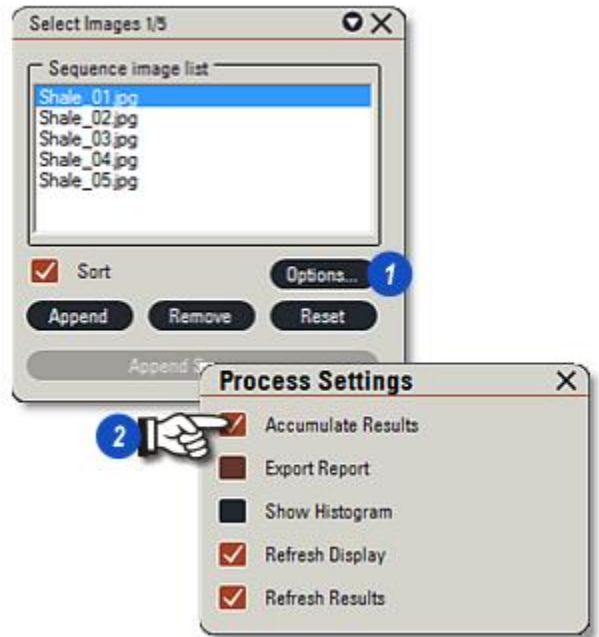 Select Images 1/5
Sequence image list
Shale_01.jpg
Shale_02.jpg
Shale_03.jpg
Shale_04.jpg
Shale_05.jpg
Sort
Options...
1
Append
Remove
Reset
Append
Process Settings
2
Accumulate Results
Export Report
Show Histogram
Refresh Display
Refresh Results